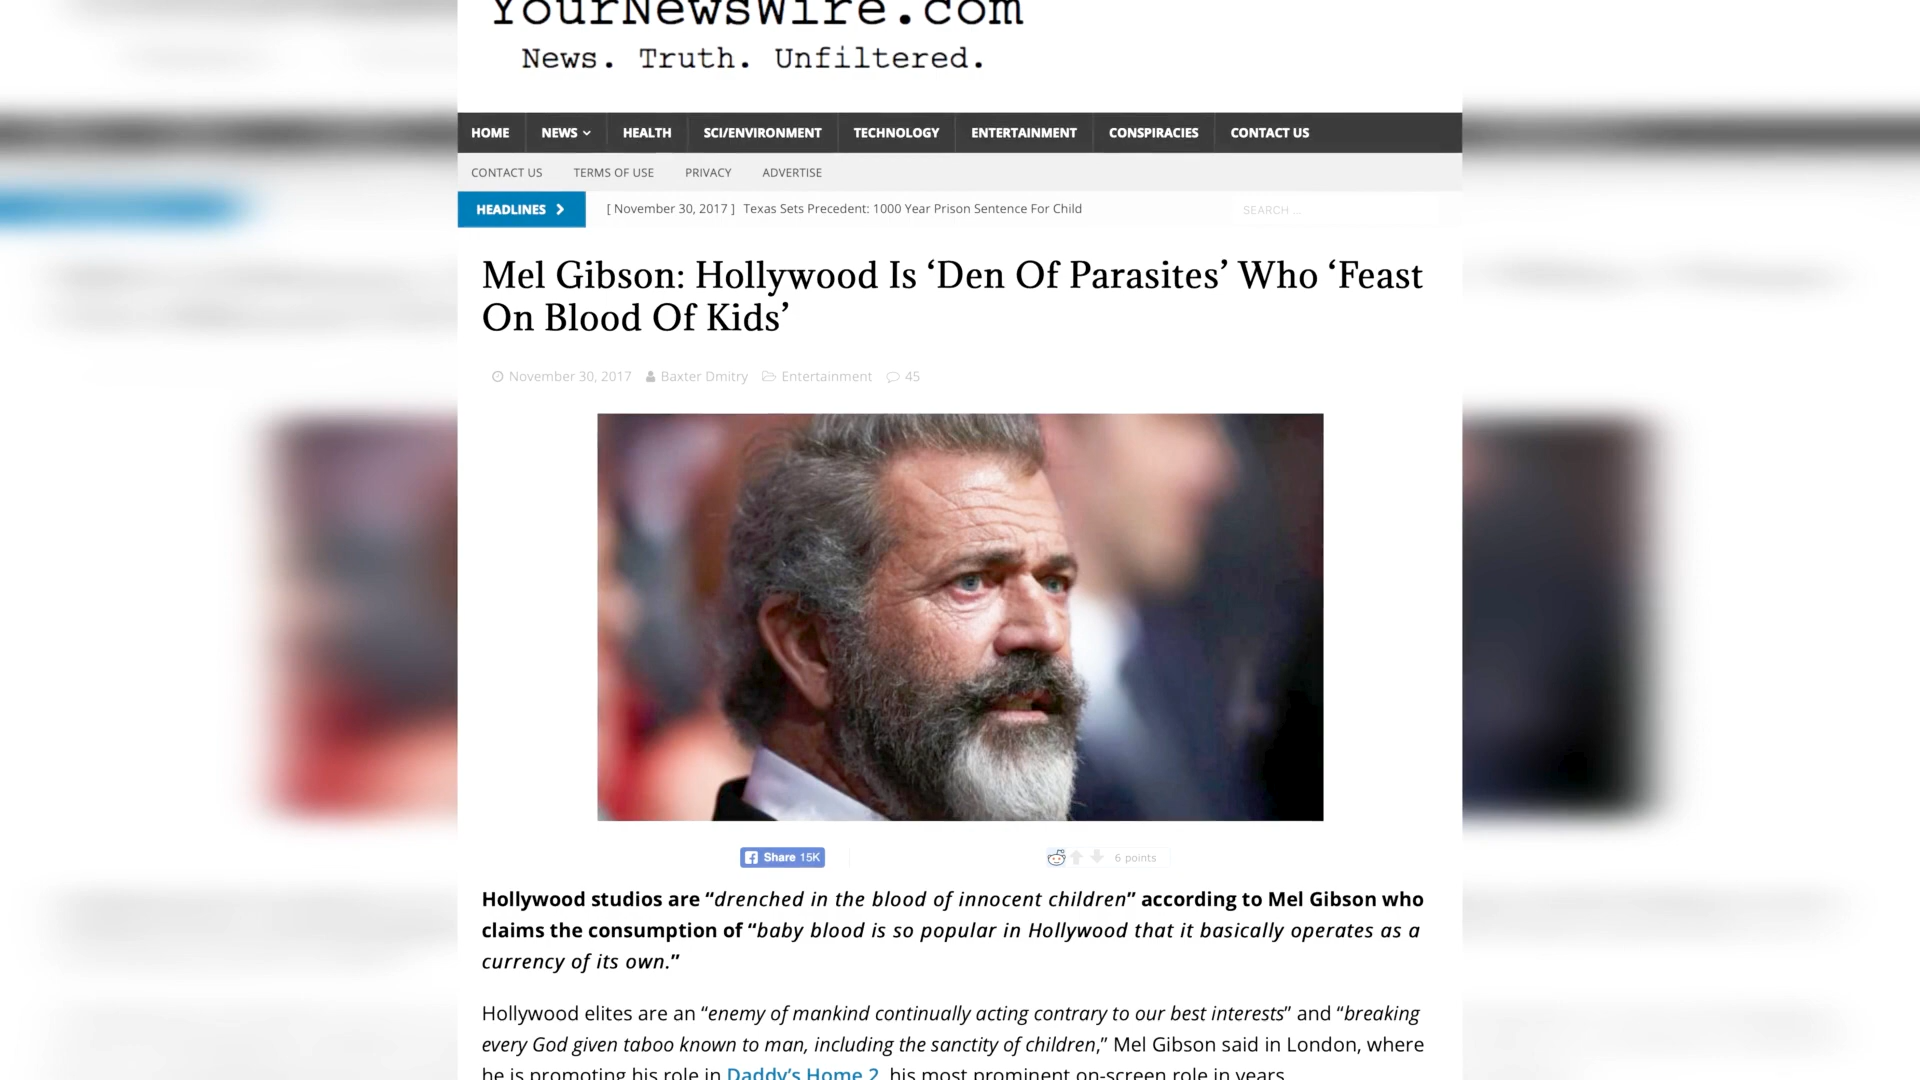 YourNewsWire.com
News. Truth. Unfiltered.
HOME NEWS HEALTH SCI/ENVIRONMENT TECHNOLOGY ENTERTAINMENT CONSPIRACIES CONTACT US
CONTACT US TERMS OF USE PRIVACY ADVERTISE
HEADLINES [ November 30, 2017 ] Texas Sets Precedent: 1000 Year Prison Sentence For Child SEARCH ...
Mel Gibson: Hollywood Is ‘Den Of Parasites’ Who ‘Feast
On Blood Of Kids’
November 30, 2017 Baxter Dmitry Entertainment 45
Share 15K 6 points
Hollywood studios are “drenched in the blood of innocent children” according to Mel Gibson who
claims the consumption of “baby blood is so popular in Hollywood that it basically operates as a
currency of its own.”
Hollywood elites are an “enemy of mankind continually acting contrary to our best interests” and “breaking
every God given taboo known to man, including the sanctity of children,” Mel Gibson said in London, where
he is promoting his role in Daddy’s Home 2, his most prominent on-screen role in years.